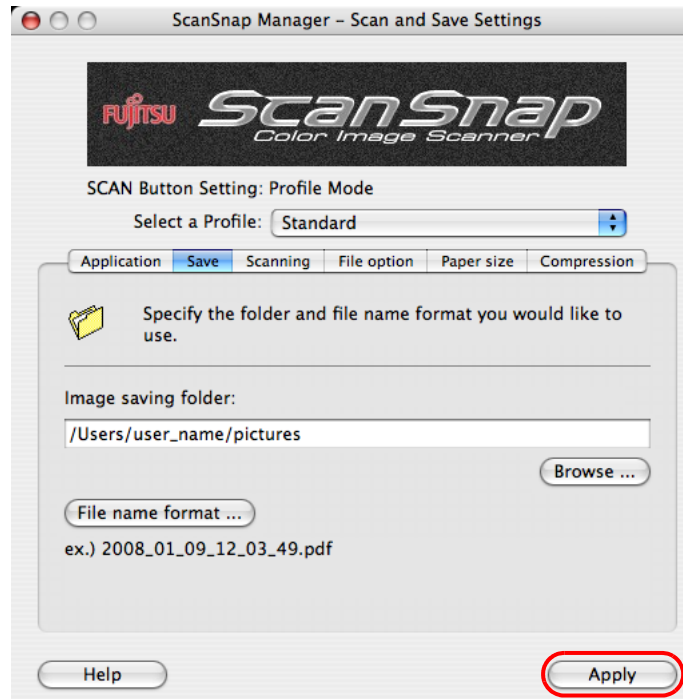 ScanSnap Manager – Scan and Save Settings
FUJITSU ScanSnap
Color Image Scanner
SCAN Button Setting: Profile Mode
Select a Profile: Standard
Application Save Scanning File option Paper size Compression
Specify the folder and file name format you would like to
use.
Image saving folder:
/Users/user_name/pictures
Browse ...
File name format ...
ex.) 2008_01_09_12_03_49.pdf
Help Apply